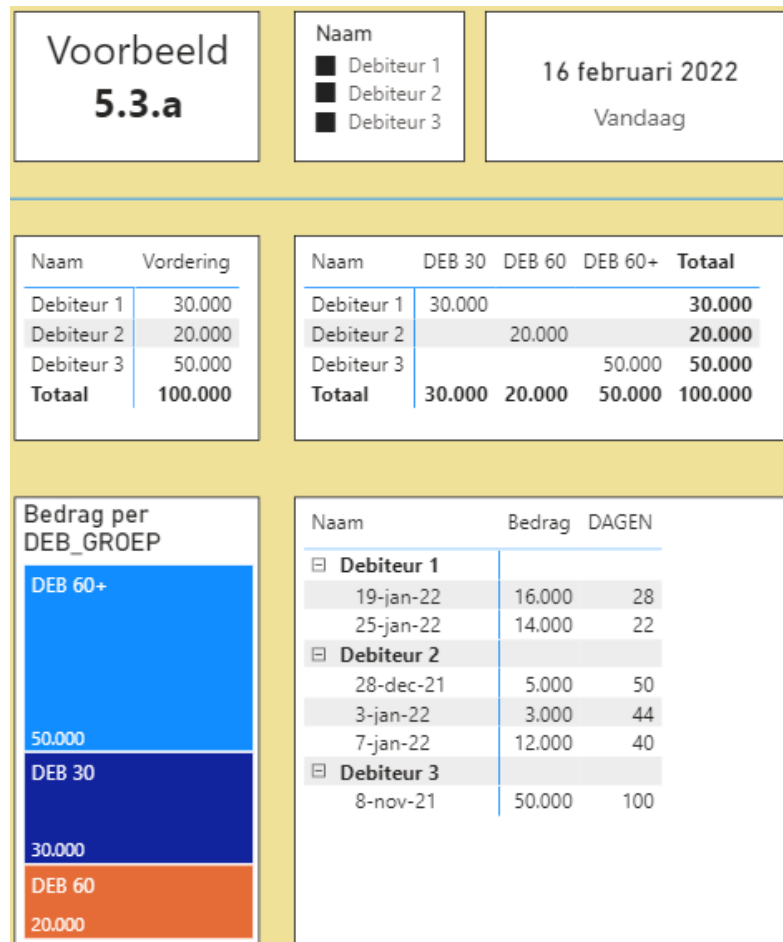 Voorbeeld
5.3.a
Naam
Debiteur 1
Debiteur 2
Debiteur 3
16 februari 2022
Vandaag
Naam Vordering
Debiteur 1 30.000
Debiteur 2 20.000
Debiteur 3 50.000
Totaal 100.000
Naam DEB 30 DEB 60 DEB 60+ Totaal
Debiteur 1 30.000 30.000
Debiteur 2 20.000 20.000
Debiteur 3 50.000 50.000
Totaal 30.000 20.000 50.000 100.000
Bedrag per
DEB_GROEP
DEB 60+
50.000
DEB 30
30.000
DEB 60
20.000
Naam Bedrag DAGEN
Debiteur 1
19-jan-22 16.000 28
25-jan-22 14.000 22
Debiteur 2
28-dec-21 5.000 50
3-jan-22 3.000 44
7-jan-22 12.000 40
Debiteur 3
8-nov-21 50.000 100